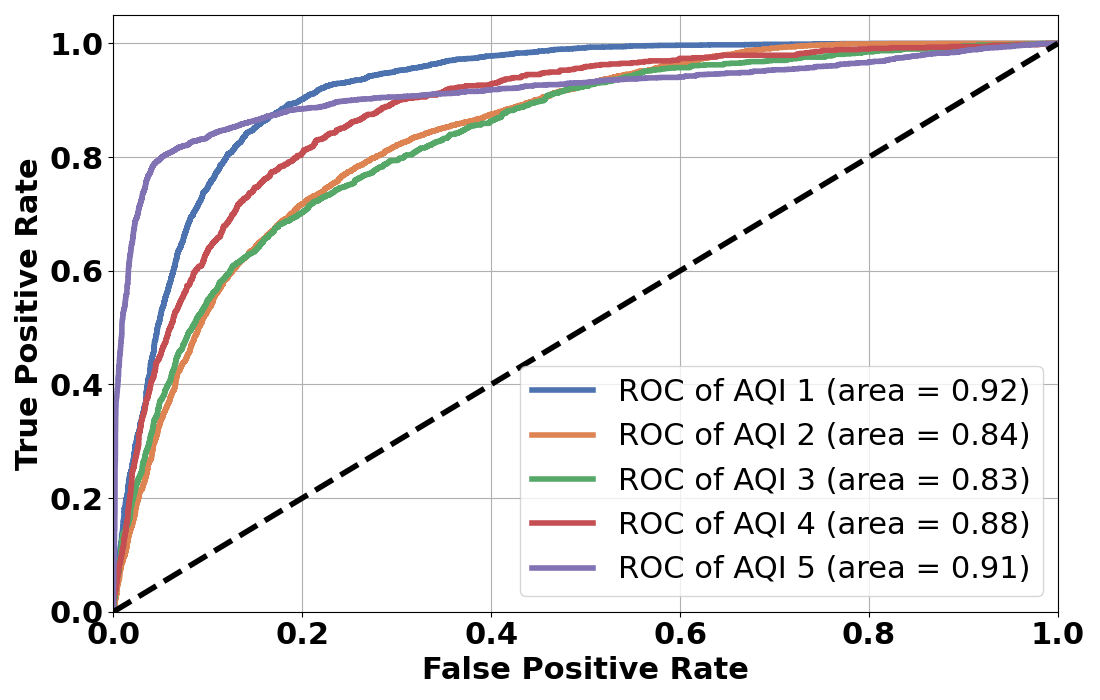 True Positive Rate
1.0
0.8
0.6
0.4
0.2
0.0
ROC of AQI 1 (area = 0.92)
ROC of AQI 2 (area = 0.84)
ROC of AQI 3 (area = 0.83)
ROC of AQI 4 (area = 0.88)
ROC of AQI 5 (area = 0.91)
0.0 0.2 0.4 0.6 0.8 1.0
False Positive Rate